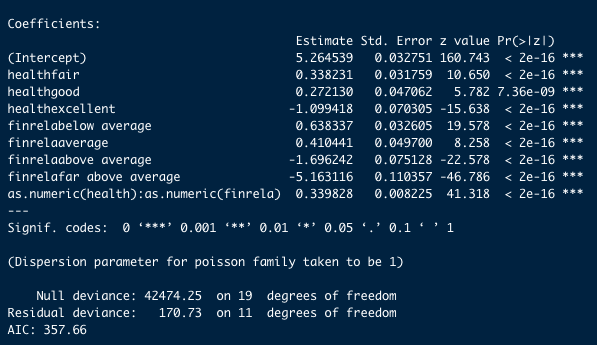 Coefficients:
Estimate Std. Error z value Pr(>|z|)
(Intercept) 5.264539 0.032751 160.743 < 2e-16 ***
healthfair 0.338231 0.031759 10.650 < 2e-16 ***
healthgood 0.272130 0.047062 5.782 7.36e-09 ***
healthexcellent -1.099418 0.070305 -15.638 < 2e-16 ***
finrelabelow average 0.638337 0.032605 19.578 < 2e-16 ***
finrelaaverage 0.410441 0.049700 8.258 < 2e-16 ***
finrelaabove average -1.696242 0.075128 -22.578 < 2e-16 ***
finrelafar above average -5.163116 0.110357 -46.786 < 2e-16 ***
as.numeric(health):as.numeric(finrela) 0.339828 0.008225 41.318 < 2e-16 ***
---
Signif. codes: 0 ‘***’ 0.001 ‘**’ 0.01 ‘*’ 0.05 ‘.’ 0.1 ‘ ’ 1
(Dispersion parameter for poisson family taken to be 1)
Null deviance: 42474.25 on 19 degrees of freedom
Residual deviance: 170.73 on 11 degrees of freedom
AIC: 357.66